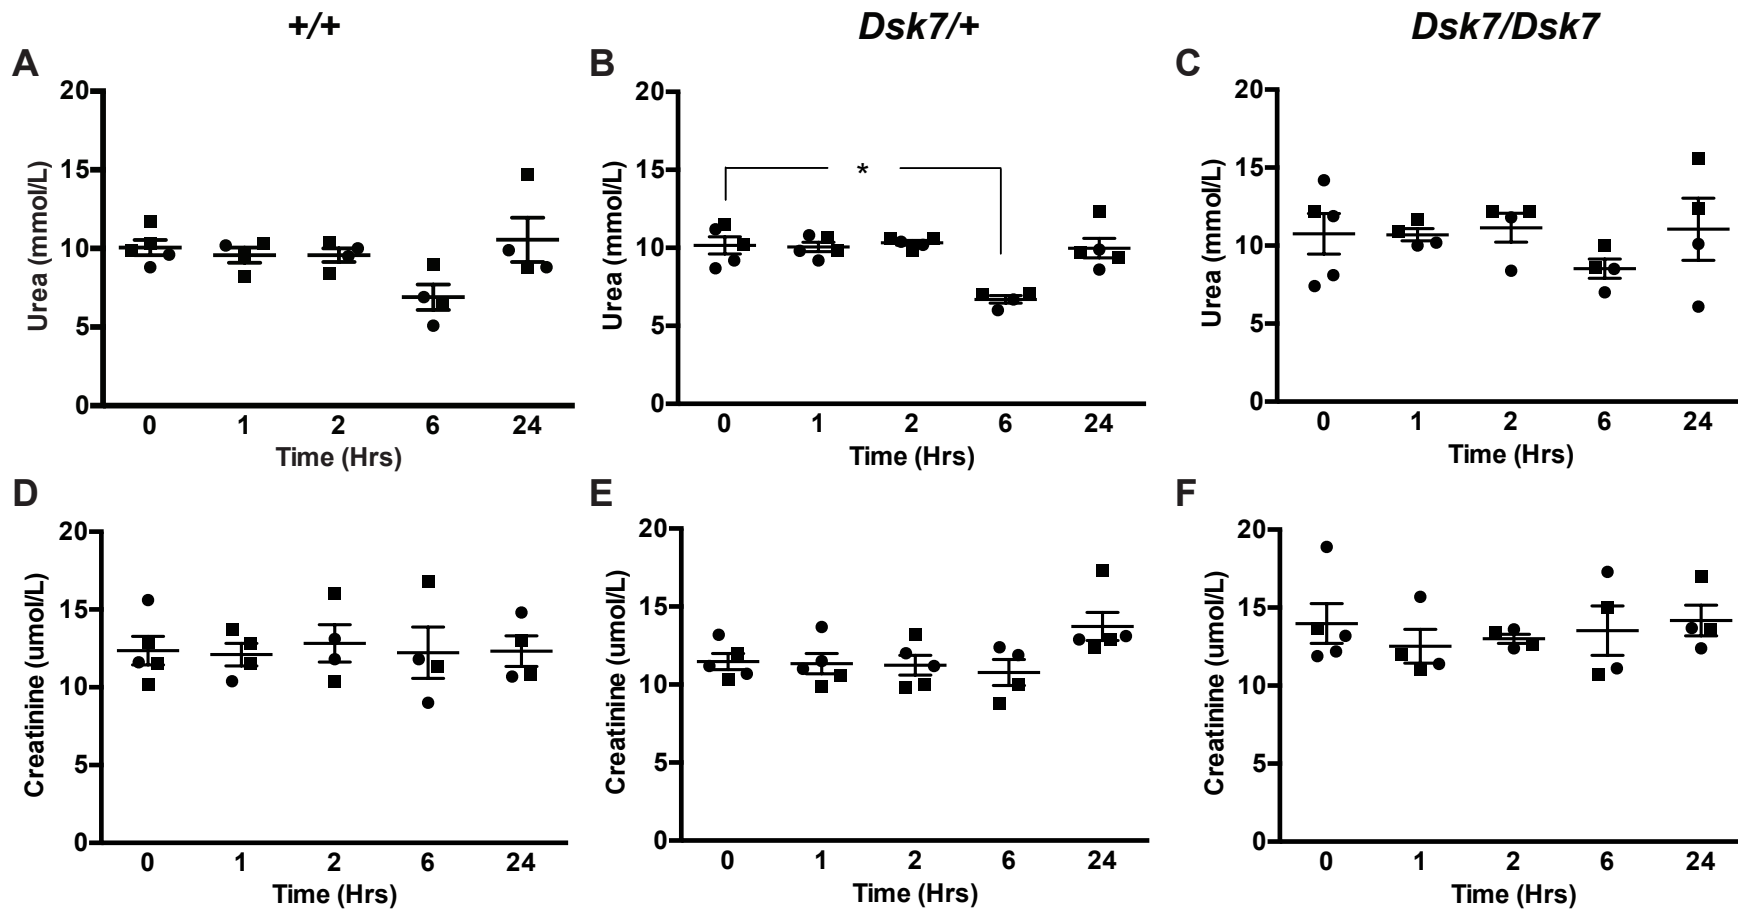 +/+ Dsk7/+ Dsk7/Dsk7
A B C
20 15 10 5 0
Urea (mmol/L)
0 1 2 6 24
Time (Hrs)
20 15 10 5 0
Urea (mmol/L)
*
0 1 2 6 24
Time (Hrs)
20 15 10 5 0
Urea (mmol/L)
0 1 2 6 24
Time (Hrs)
D E F
20 15 10 5 0
Creatinine (umol/L)
0 1 2 6 24
Time (Hrs)
20 15 10 5 0
Creatinine (umol/L)
0 1 2 6 24
Time (Hrs)
20 15 10 5 0
Creatinine (umol/L)
0 1 2 6 24
Time (Hrs)